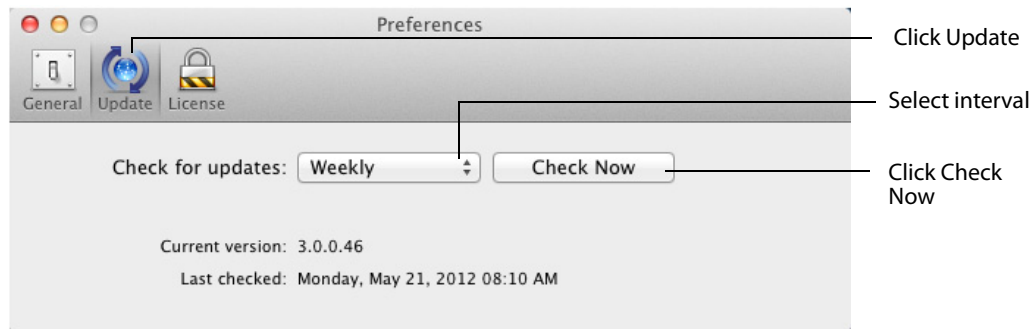 Preferences
Click Update
General Update License
Select interval
Check for updates: Weekly Check Now
Click Check
Now
Current version: 3.0.0.46
Last checked: Monday, May 21, 2012 08:10 AM